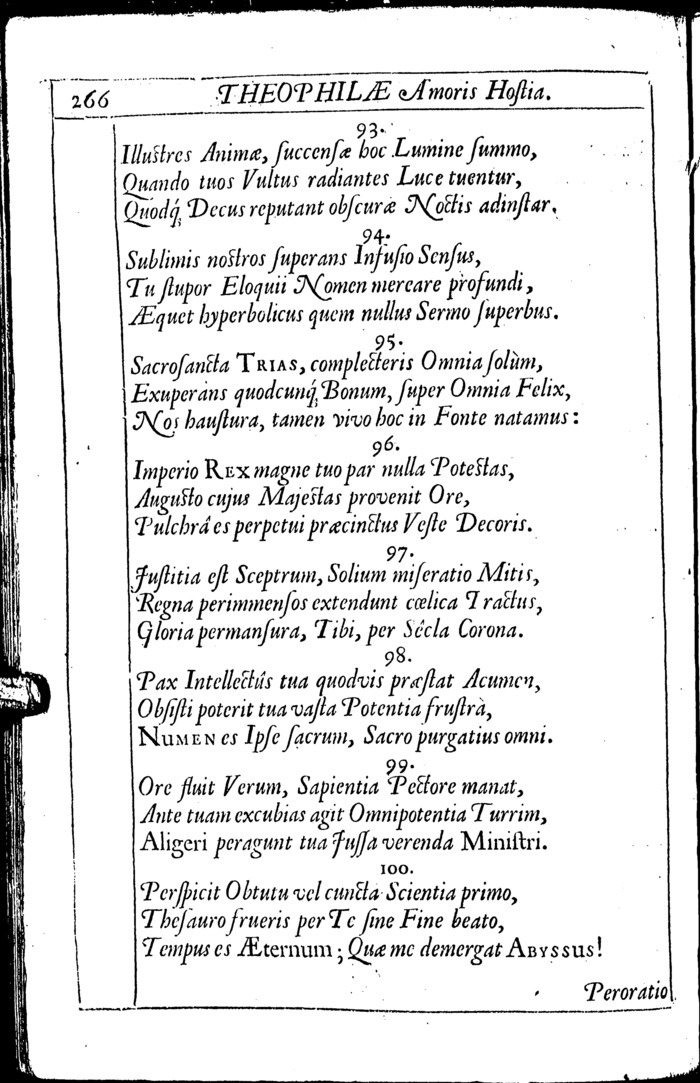 266 THEOPHILÆ Amoris Hoſtia.
93.
Illuſtres Animæ, ſuccenſæ hoc Lumine ſummo,
Quando tuos Vultus radiantes Luce tuentur,
Quodq́; Decus reputant obſcuræ Noctis adinſtar.
94.
Sublimis noſtros ſuperans Infuſio Senſus,
Tu ſtupor Eloquii Nomen mercare profundi,
Æquet hyperbolicus quem nullus Sermo ſuperbus.
95.
Sacroſancta TRIAS, complecteris Omnia ſolùm,
Exuperans quodcunq́; Bonum, ſuper Omnia Felix,
Nos hauſtura, tamen vivo hoc in Fonte natamus:
96.
Imperio REX magne tuo par nulla Poteſtas,
Auguſto cujus Majeſtas provenit Ore,
Pulchrâ es perpetui præcinctus Veſte Decoris.
97.
Juſtitia eſt Sceptrum, Solium miſeratio Mitis,
Regna perimmenſos extendunt cœlica Tractus,
Gloria permanſura, Tibi, per Sêcla Corona.
98.
Pax Intellectûs tua quodvis præſtat Acumen,
Obſiſti poterit tua vaſta Potentia fruſtrà,
NUMEN es Ipſe ſacrum, Sacro purgatius omni.
99.
Ore fluit Verum, Sapientia Pectore manat,
Ante tuam excubias agit Omnipotentia Turrim,
Aligeri peragunt tua Juſſa verenda Miniſtri.
100.
Perſpicit Obtutu vel cuncta Scientia primo,
Theſauro frueris per Te ſine Fine beato,
Tempus es Æternum; Quæ me demergat ABYSSUS!
Peroratio